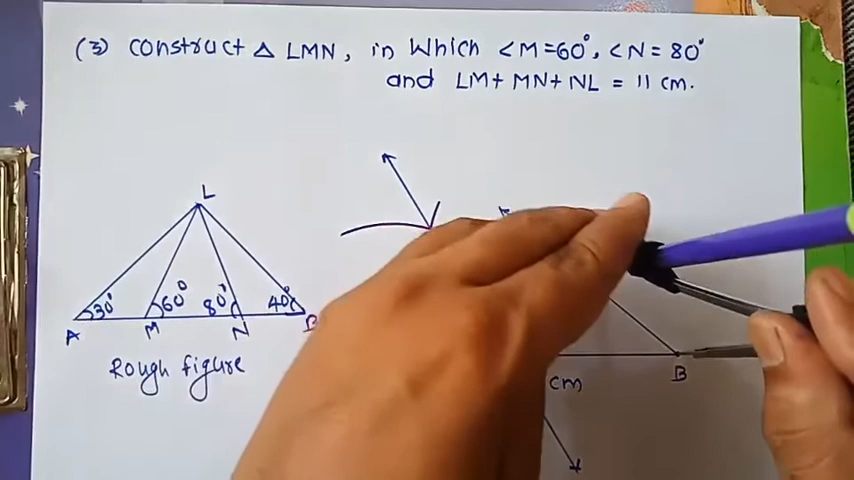 (3) construct △ LMN, in Which <M=60°, <N = 80°
and LM+ MN+ NL = 11 cm.
L
30° 60° 80° 40°
A M N
Rough figure
cm B